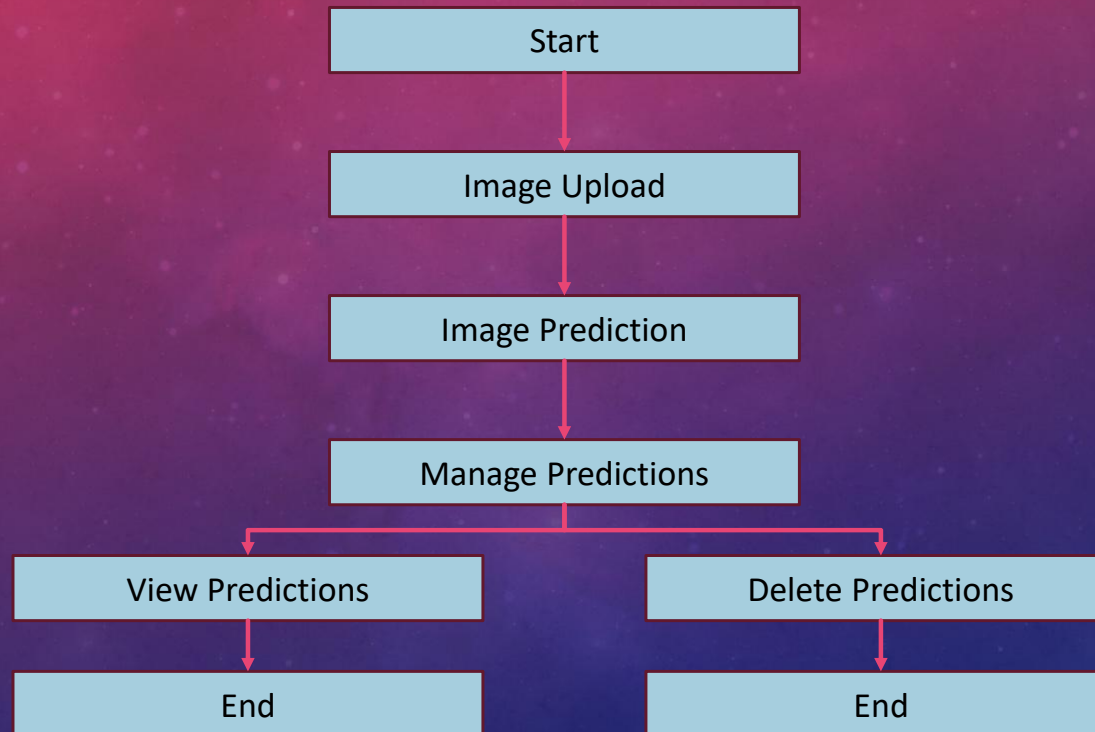 Start
Image Upload
Image Prediction
Manage Predictions
View Predictions
Delete Predictions
End
End